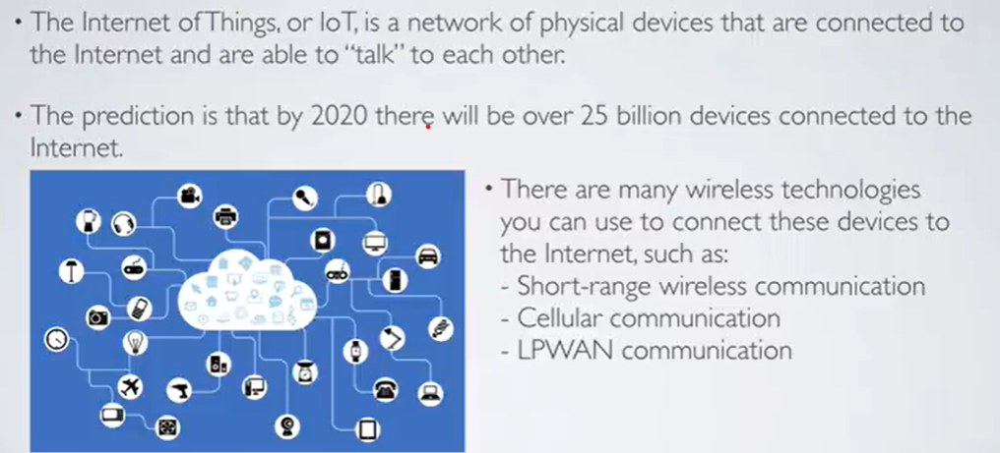 • The Internet of Things, or IoT, is a network of physical devices that are connected to
the Internet and are able to “talk” to each other.
• The prediction is that by 2020 there will be over 25 billion devices connected to the
Internet.
• There are many wireless technologies
you can use to connect these devices to
the Internet, such as:
- Short-range wireless communication
- Cellular communication
- LPWAN communication